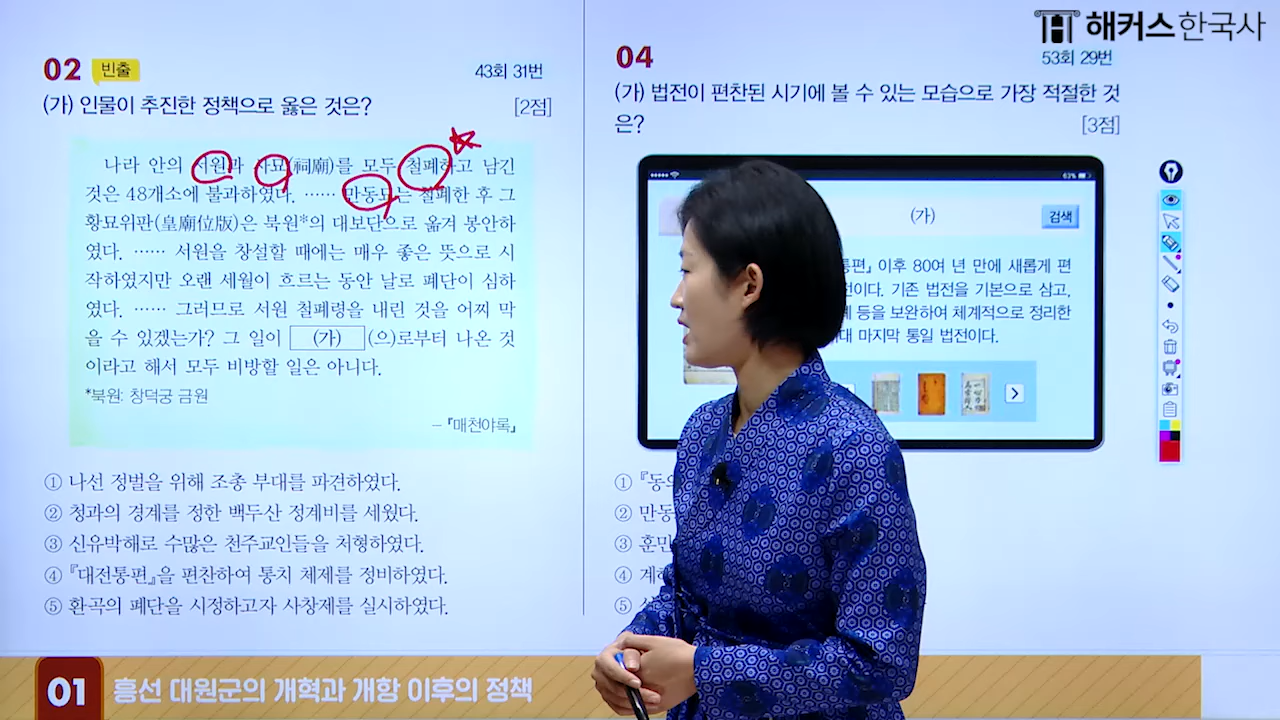 해커스한국사
02 빈출
43회 31번
(가) 인물이 추진한 정책으로 옳은 것은? [2점]
나라 안의 서원과 사묘(祠廟)를 모두 철폐하고 남긴
것은 48개소에 불과하였다. …… 만동묘는 철폐한 후 그
황묘위판(皇廟位版)은 북원*의 대보단으로 옮겨 봉안하
였다. …… 서원을 창설할 때에는 매우 좋은 뜻으로 시
작하였지만 오랜 세월이 흐르는 동안 날로 폐단이 심하
였다. …… 그러므로 서원 철폐령을 내린 것을 어찌 막
을 수 있겠는가? 그 일이 (가) (으)로부터 나온 것
이라고 해서 모두 비방할 일은 아니다.
*북원: 창덕궁 금원
- 『매천야록』
① 나선 정벌을 위해 조총 부대를 파견하였다.
② 청과의 경계를 정한 백두산 정계비를 세웠다.
③ 신유박해로 수많은 천주교인들을 처형하였다.
④ 『대전통편』을 편찬하여 통치 체제를 정비하였다.
⑤ 환곡의 폐단을 시정하고자 사창제를 실시하였다.
04
53회 29번
(가) 법전이 편찬된 시기에 볼 수 있는 모습으로 가장 적절한 것
은? [3점]
63%
(가) 검색
통편』 이후 80여 년 만에 새롭게 편
이다. 기존 법전을 기본으로 삼고,
등을 보완하여 체계적으로 정리한
마지막 통일 법전이다.
① 『동
② 만동
③ 훈민
④ 계
⑤
01 흥선 대원군의 개혁과 개항 이후의 정책